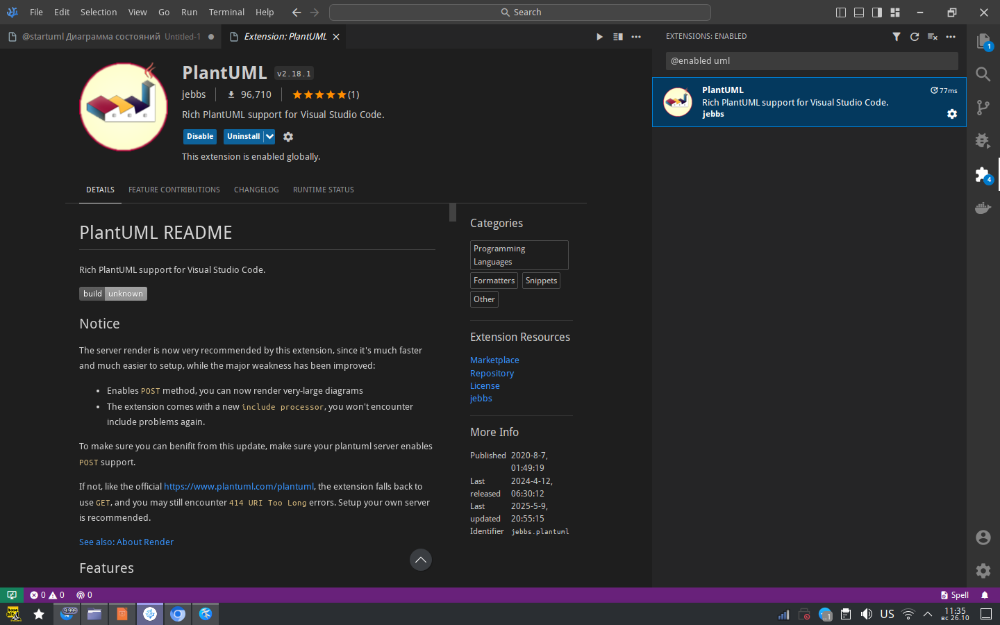 File Edit Selection View Go Run Terminal Help
Search
@startuml Диаграмма состояний Untitled-1
Extension: PlantUML
EXTENSIONS: ENABLED
@enabled uml
PlantUML
77ms
Rich PlantUML support for Visual Studio Code.
jebbs
1
4
PlantUML v2.18.1
jebbs 96,710 (1)
Rich PlantUML support for Visual Studio Code.
Disable Uninstall
This extension is enabled globally.
DETAILS FEATURE CONTRIBUTIONS CHANGELOG RUNTIME STATUS
PlantUML README
Rich PlantUML support for Visual Studio Code.
build unknown
Notice
The server render is now very recommended by this extension, since it's much faster
and much easier to setup, while the major weakness has been improved:
• Enables POST method, you can now render very-large diagrams
• The extension comes with a new include processor, you won't encounter
include problems again.
To make sure you can benifit from this update, make sure your plantuml server enables
POST support.
If not, like the official https://www.plantuml.com/plantuml, the extension falls back to
use GET, and you may still encounter 414 URI Too Long errors. Setup your own server
is recommended.
See also: About Render
Features
Categories
Programming
Languages
Formatters Snippets
Other
Extension Resources
Marketplace
Repository
License
jebbs
More Info
Published 2020-8-7,
01:49:19
Last 2024-4-12,
released 06:30:12
Last 2025-5-9,
updated 20:55:15
Identifier jebbs.plantuml
0 0 0
Spell
9 999
US
11:35
вс 26.10